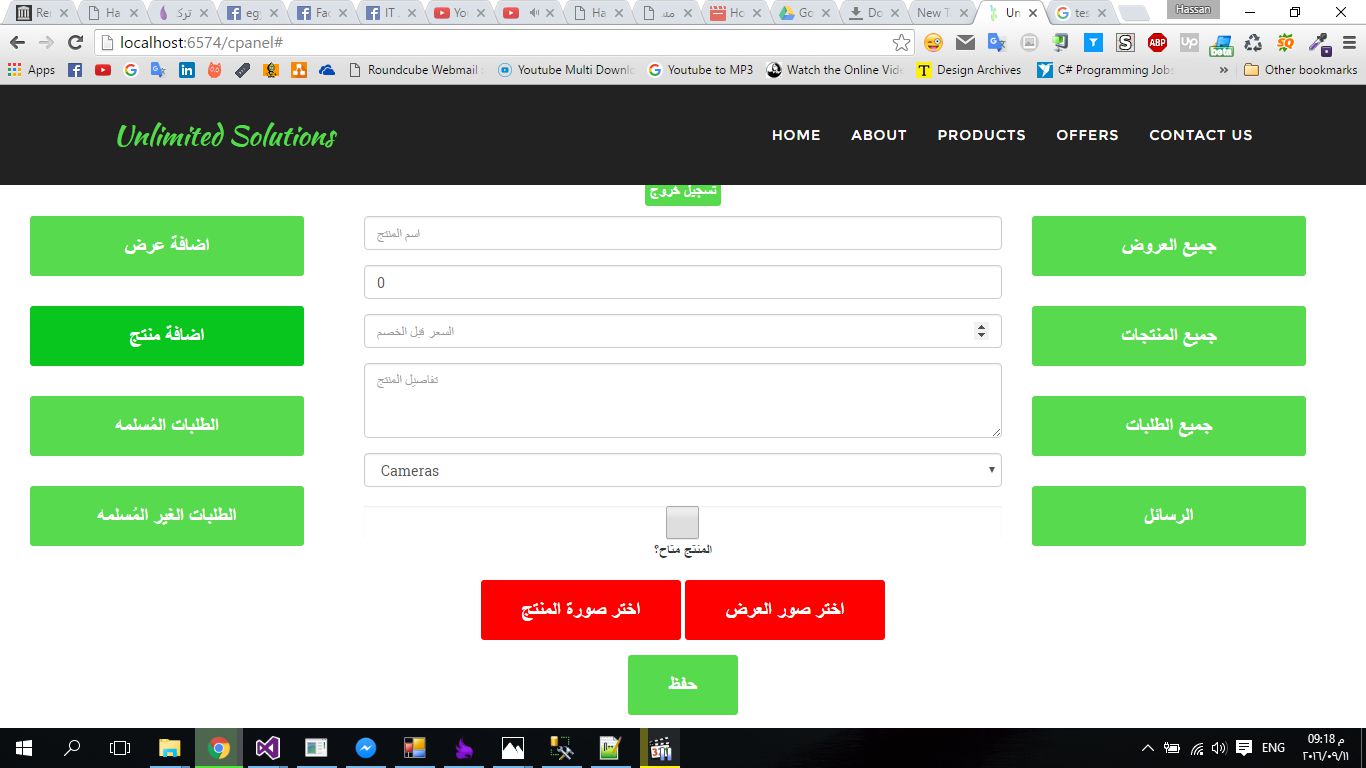 Re
Ha
تركـ
eg
Fac
IT
Yo
Ha
مس
Ho
Go
Do
New T
Un
tes
Hassan
localhost:6574/cpanel#
Apps
Roundcube Webmail
Youtube Multi Downlo
Youtube to MP3
Watch the Online Vide
Design Archives
C# Programming Jobs
» Other bookmarks
Unlimited Solutions
HOME ABOUT PRODUCTS OFFERS CONTACT US
تسجيل خروج
اضافة عرض
اسم المنتج
جميع العروض
0
اضافة منتج
السعر قبل الخصم
جميع المنتجات
تفاصيل المنتج
الطلبات المُسلمه
جميع الطلبات
Cameras
الطلبات الغير المُسلمه
الرسائل
المنتج متاح؟
اختر صورة المنتج
اختر صور العرض
حفظ
ENG
09:18 م
٢٠١٦/٠٩/١١